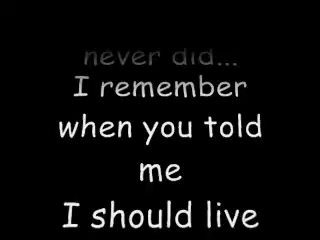 never did...
I remember
when you told
me
I should live